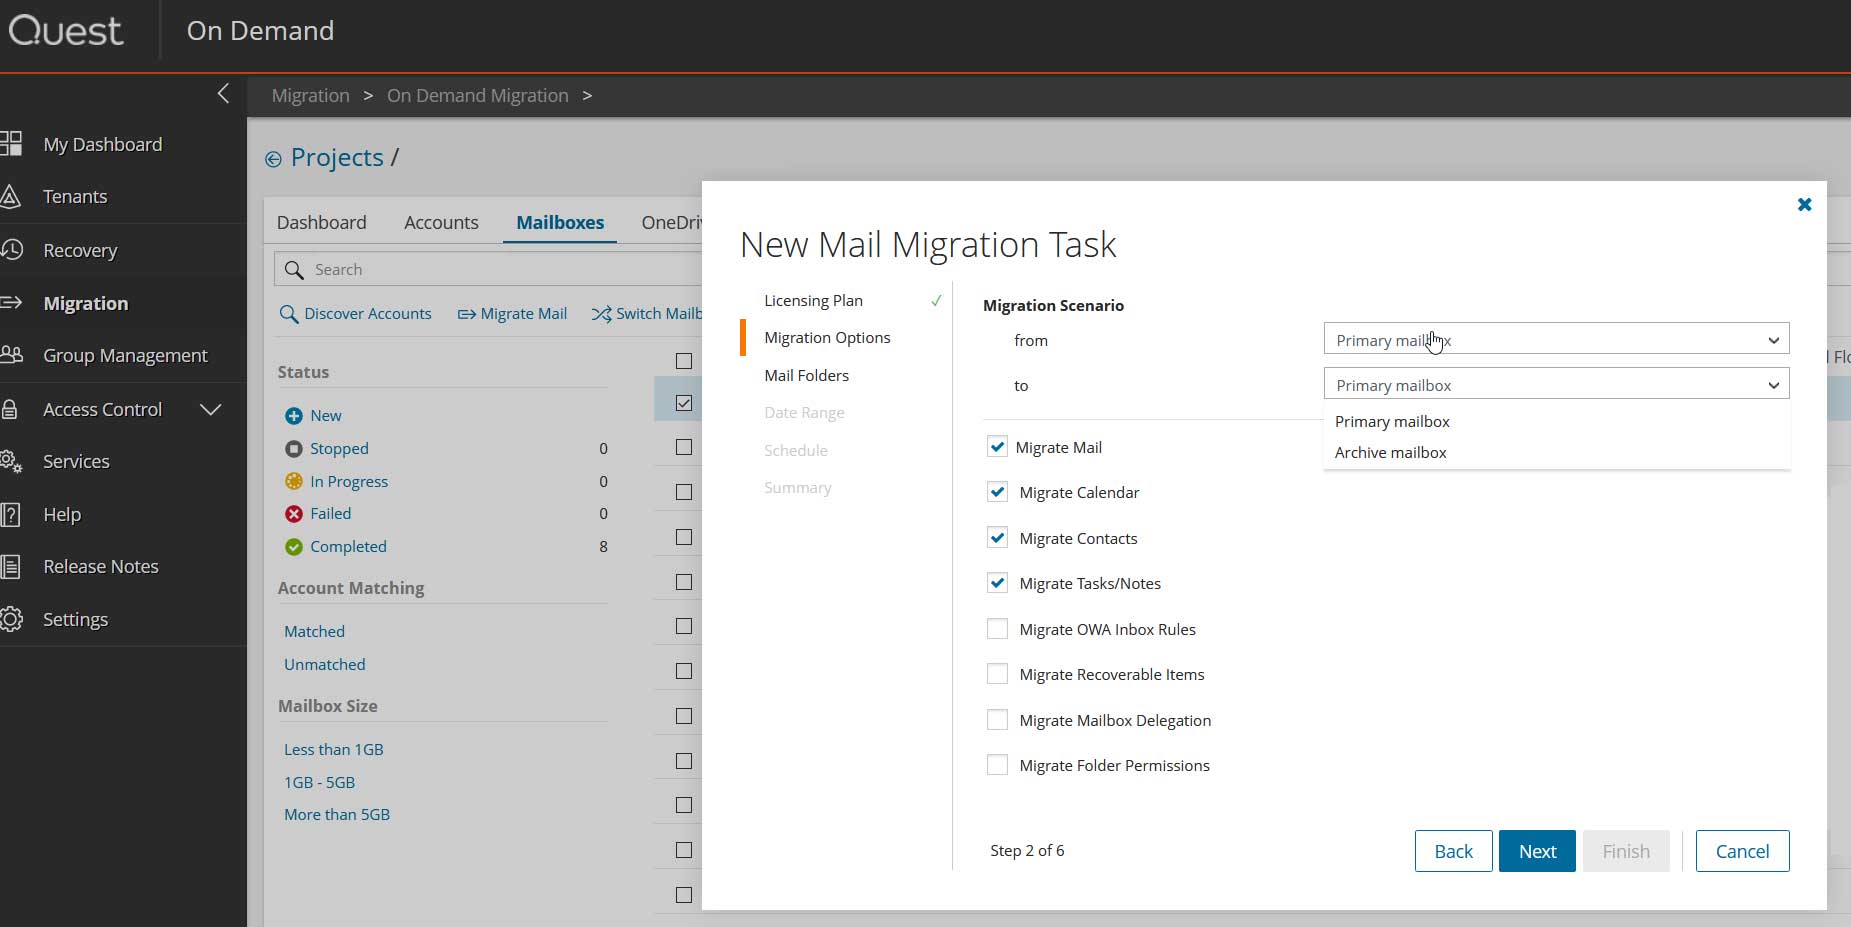 Quest
On Demand
Migration > On Demand Migration >
My Dashboard
Tenants
Recovery
Migration
Group Management
Access Control
Services
Help
Release Notes
Settings
Projects /
Dashboard Accounts Mailboxes OneDriv
Search
Discover Accounts Migrate Mail Switch Mailb
Status
New
Stopped 0
In Progress 0
Failed 0
Completed 8
Account Matching
Matched
Unmatched
Mailbox Size
Less than 1GB
1GB - 5GB
More than 5GB
New Mail Migration Task
Licensing Plan
Migration Options
Mail Folders
Date Range
Schedule
Summary
Migration Scenario
from Primary mailbox
to Primary mailbox
Primary mailbox
Archive mailbox
Migrate Mail
Migrate Calendar
Migrate Contacts
Migrate Tasks/Notes
Migrate OWA Inbox Rules
Migrate Recoverable Items
Migrate Mailbox Delegation
Migrate Folder Permissions
Step 2 of 6
Back Next Finish Cancel